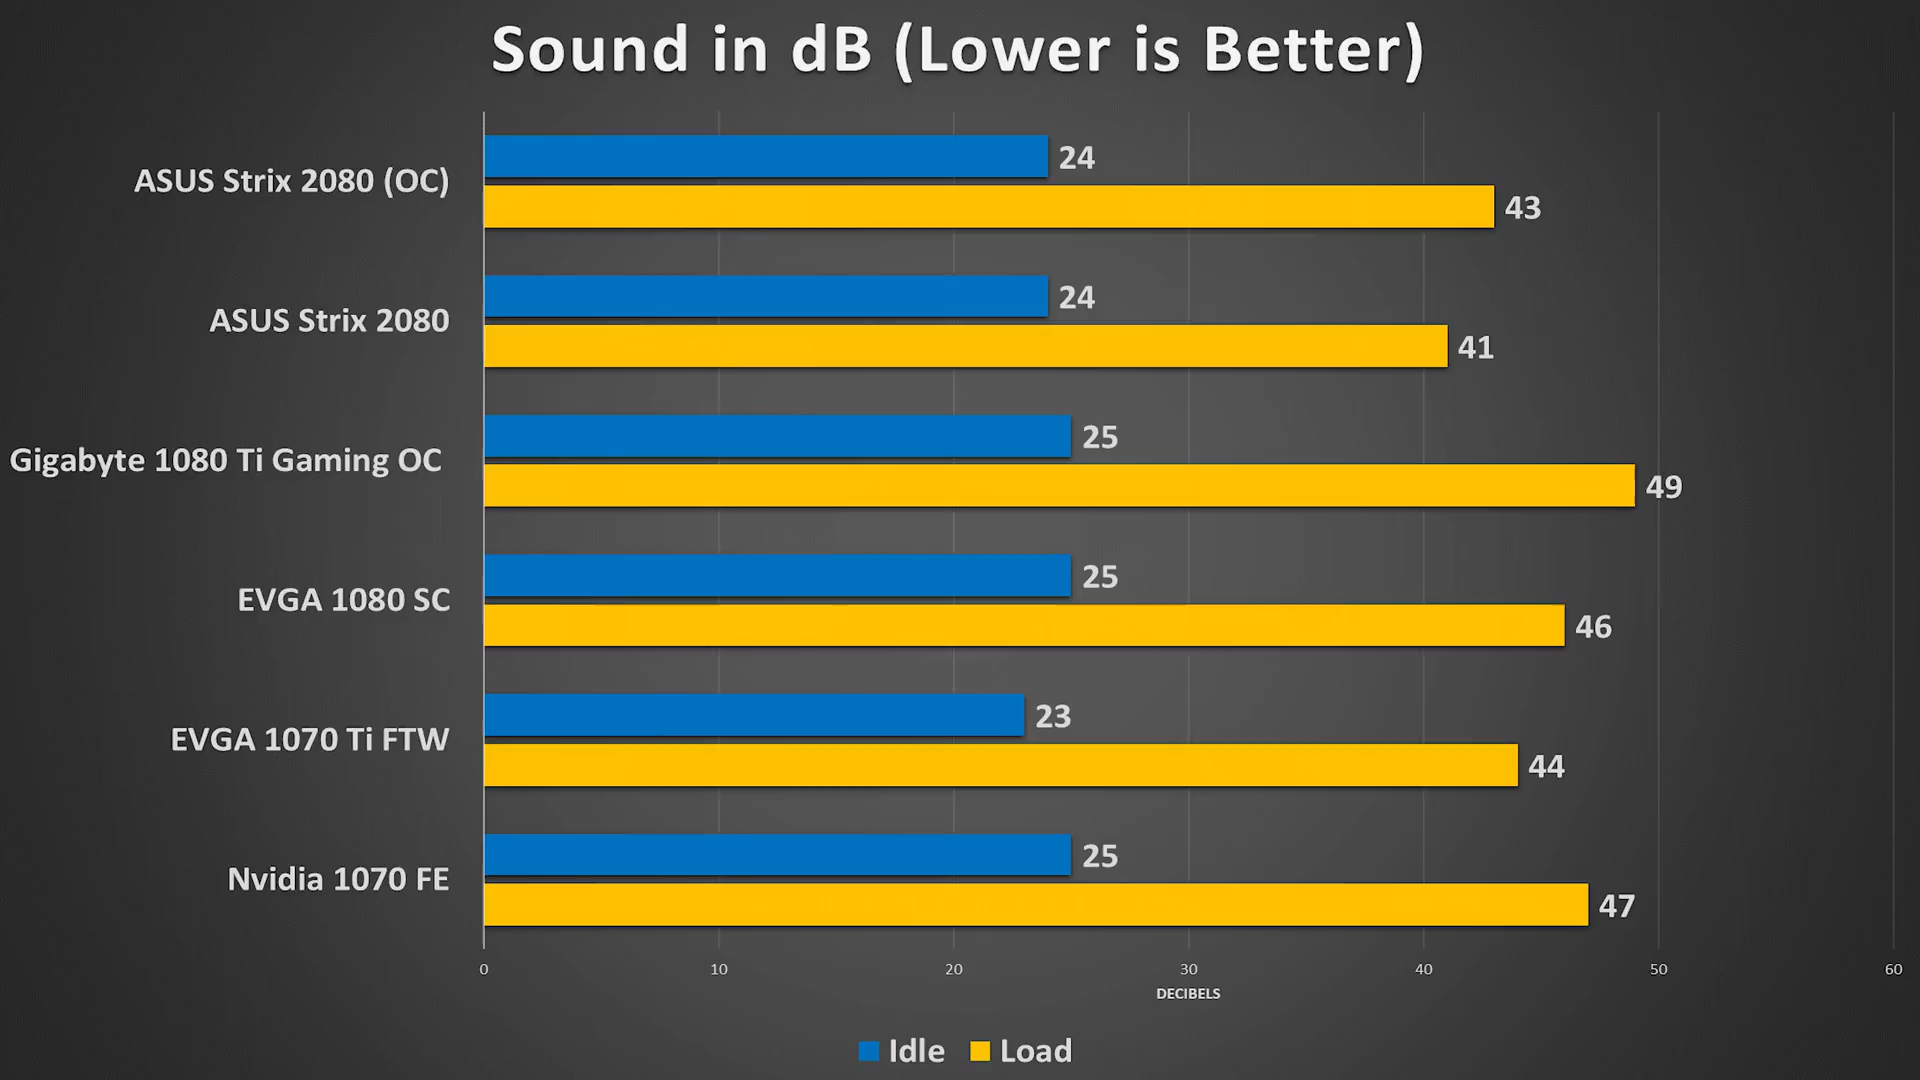 Sound in dB (Lower is Better)
ASUS Strix 2080 (OC)
24
43
ASUS Strix 2080
24
41
Gigabyte 1080 Ti Gaming OC
25
49
EVGA 1080 SC
25
46
EVGA 1070 Ti FTW
23
44
Nvidia 1070 FE
25
47
0 10 20 30 40 50 60
DECIBELS
Idle Load